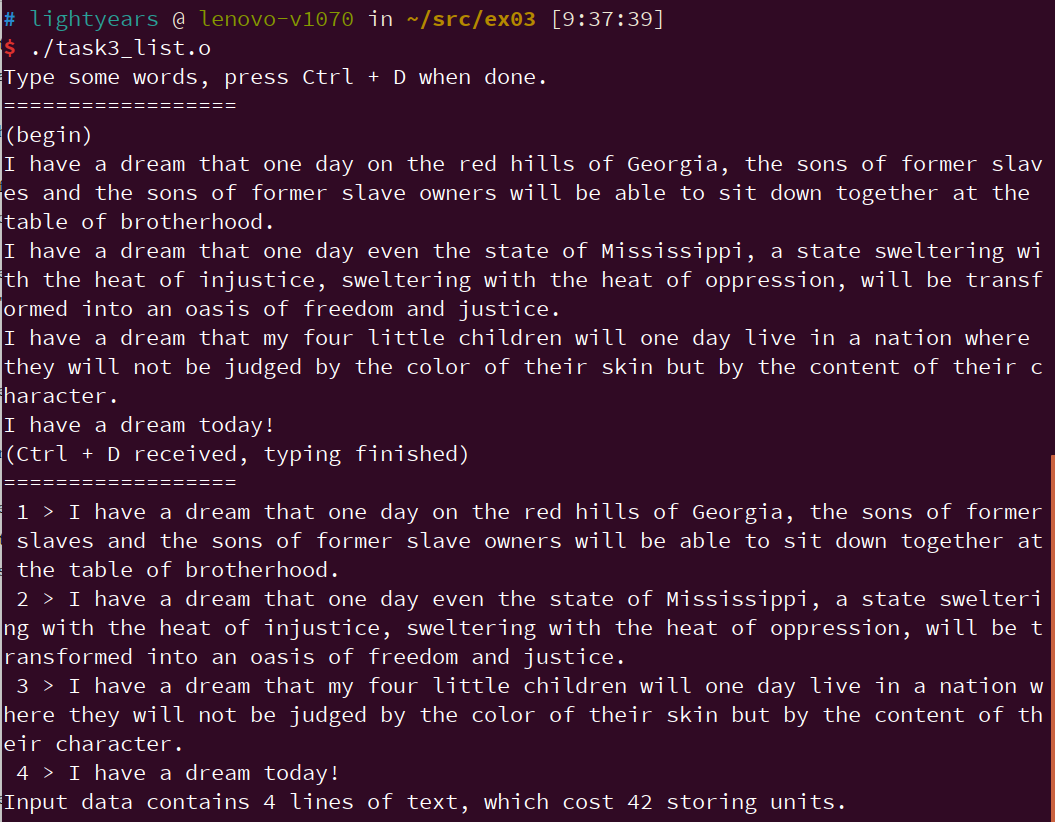 # lightyears @ lenovo-v1070 in ~/src/ex03 [9:37:39]
$ ./task3_list.o
Type some words, press Ctrl + D when done.
==================
(begin)
I have a dream that one day on the red hills of Georgia, the sons of former slav
es and the sons of former slave owners will be able to sit down together at the
table of brotherhood.
I have a dream that one day even the state of Mississippi, a state sweltering wi
th the heat of injustice, sweltering with the heat of oppression, will be transf
ormed into an oasis of freedom and justice.
I have a dream that my four little children will one day live in a nation where
they will not be judged by the color of their skin but by the content of their c
haracter.
I have a dream today!
(Ctrl + D received, typing finished)
==================
 1 > I have a dream that one day on the red hills of Georgia, the sons of former
 slaves and the sons of former slave owners will be able to sit down together at
 the table of brotherhood.
 2 > I have a dream that one day even the state of Mississippi, a state swelteri
ng with the heat of injustice, sweltering with the heat of oppression, will be t
ransformed into an oasis of freedom and justice.
 3 > I have a dream that my four little children will one day live in a nation w
here they will not be judged by the color of their skin but by the content of th
eir character.
 4 > I have a dream today!
Input data contains 4 lines of text, which cost 42 storing units.